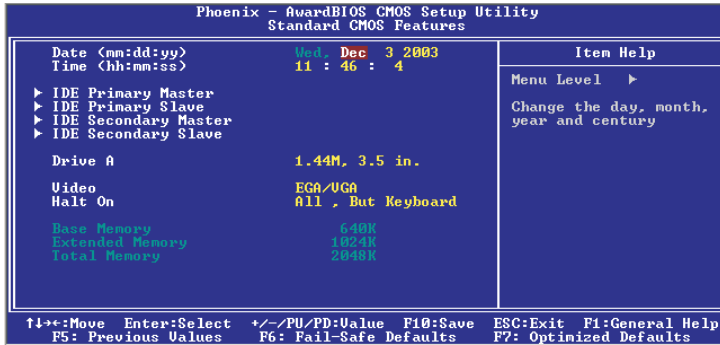 Phoenix - AwardBIOS CMOS Setup Utility
Standard CMOS Features
Date (mm:dd:yy) Wed, Dec 3 2003
Time (hh:mm:ss) 11 : 46 : 4
IDE Primary Master
IDE Primary Slave
IDE Secondary Master
IDE Secondary Slave
Drive A 1.44M, 3.5 in.
Video EGA/VGA
Halt On All , But Keyboard
Base Memory 640K
Extended Memory 1024K
Total Memory 2048K
Item Help
Menu Level ▶
Change the day, month,
year and century
↑↓→←:Move Enter:Select +/-/PU/PD:Value F10:Save ESC:Exit F1:General Help
F5: Previous Values F6: Fail-Safe Defaults F7: Optimized Defaults